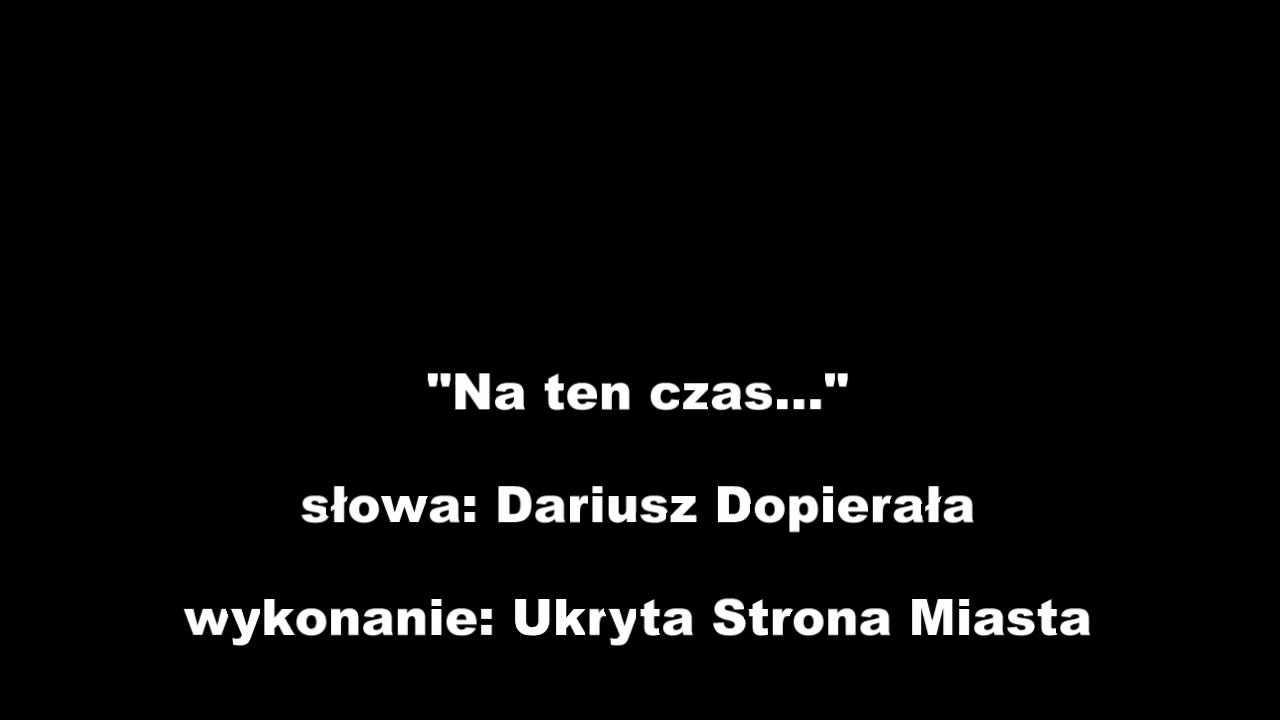 "Na ten czas..."
słowa: Dariusz Dopierała
wykonanie: Ukryta Strona Miasta